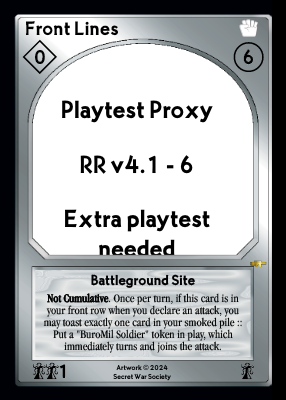 Front Lines
0
6
Playtest Proxy
RR v4.1 - 6
Extra playtest
needed
Battleground Site
Not Cumulative. Once per turn, if this card is in
your front row when you declare an attack, you
may toast exactly one card in your smoked pile ::
Put a "BuroMil Soldier" token in play, which
immediately turns and joins the attack.
1
Artwork © 2024
Secret War Society